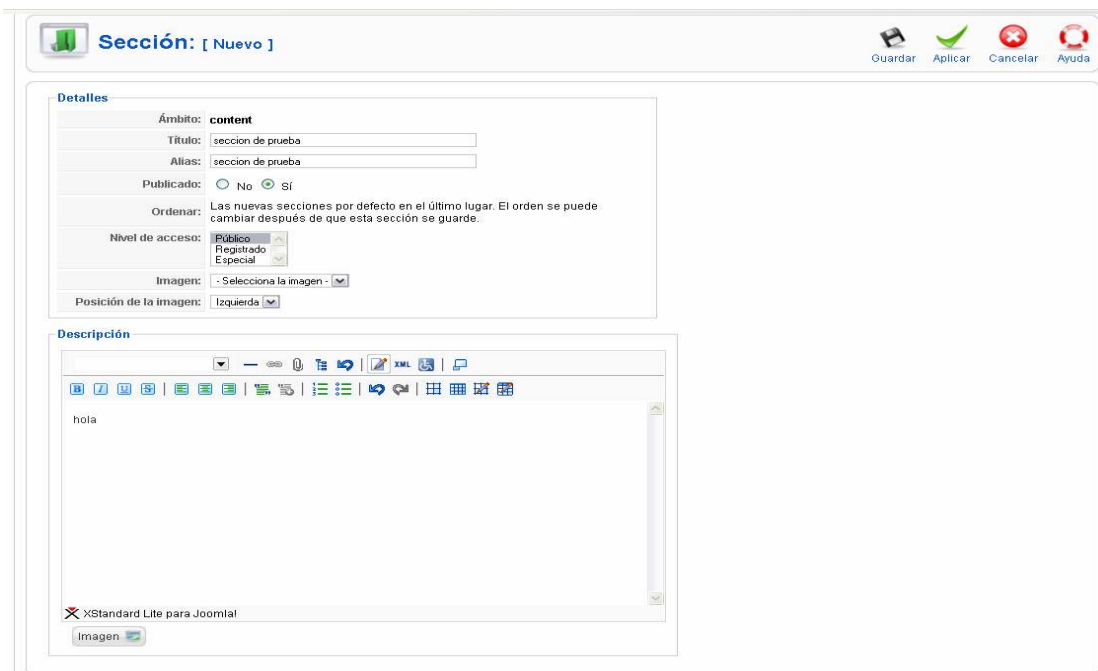 Sección: [ Nuevo ]
Guardar Aplicar Cancelar Ayuda
Detalles
Ámbito: content
Título: seccion de prueba
Alias: seccion de prueba
Publicado: No Sí
Ordenar: Las nuevas secciones por defecto en el último lugar. El orden se puede
cambiar después de que esta sección se guarde.
Nivel de acceso: Público
Registrado
Especial
Imagen: - Selecciona la imagen -
Posición de la imagen: Izquierda
Descripción
XML
B I U S
hola
XStandard Lite para Joomla!
Imagen